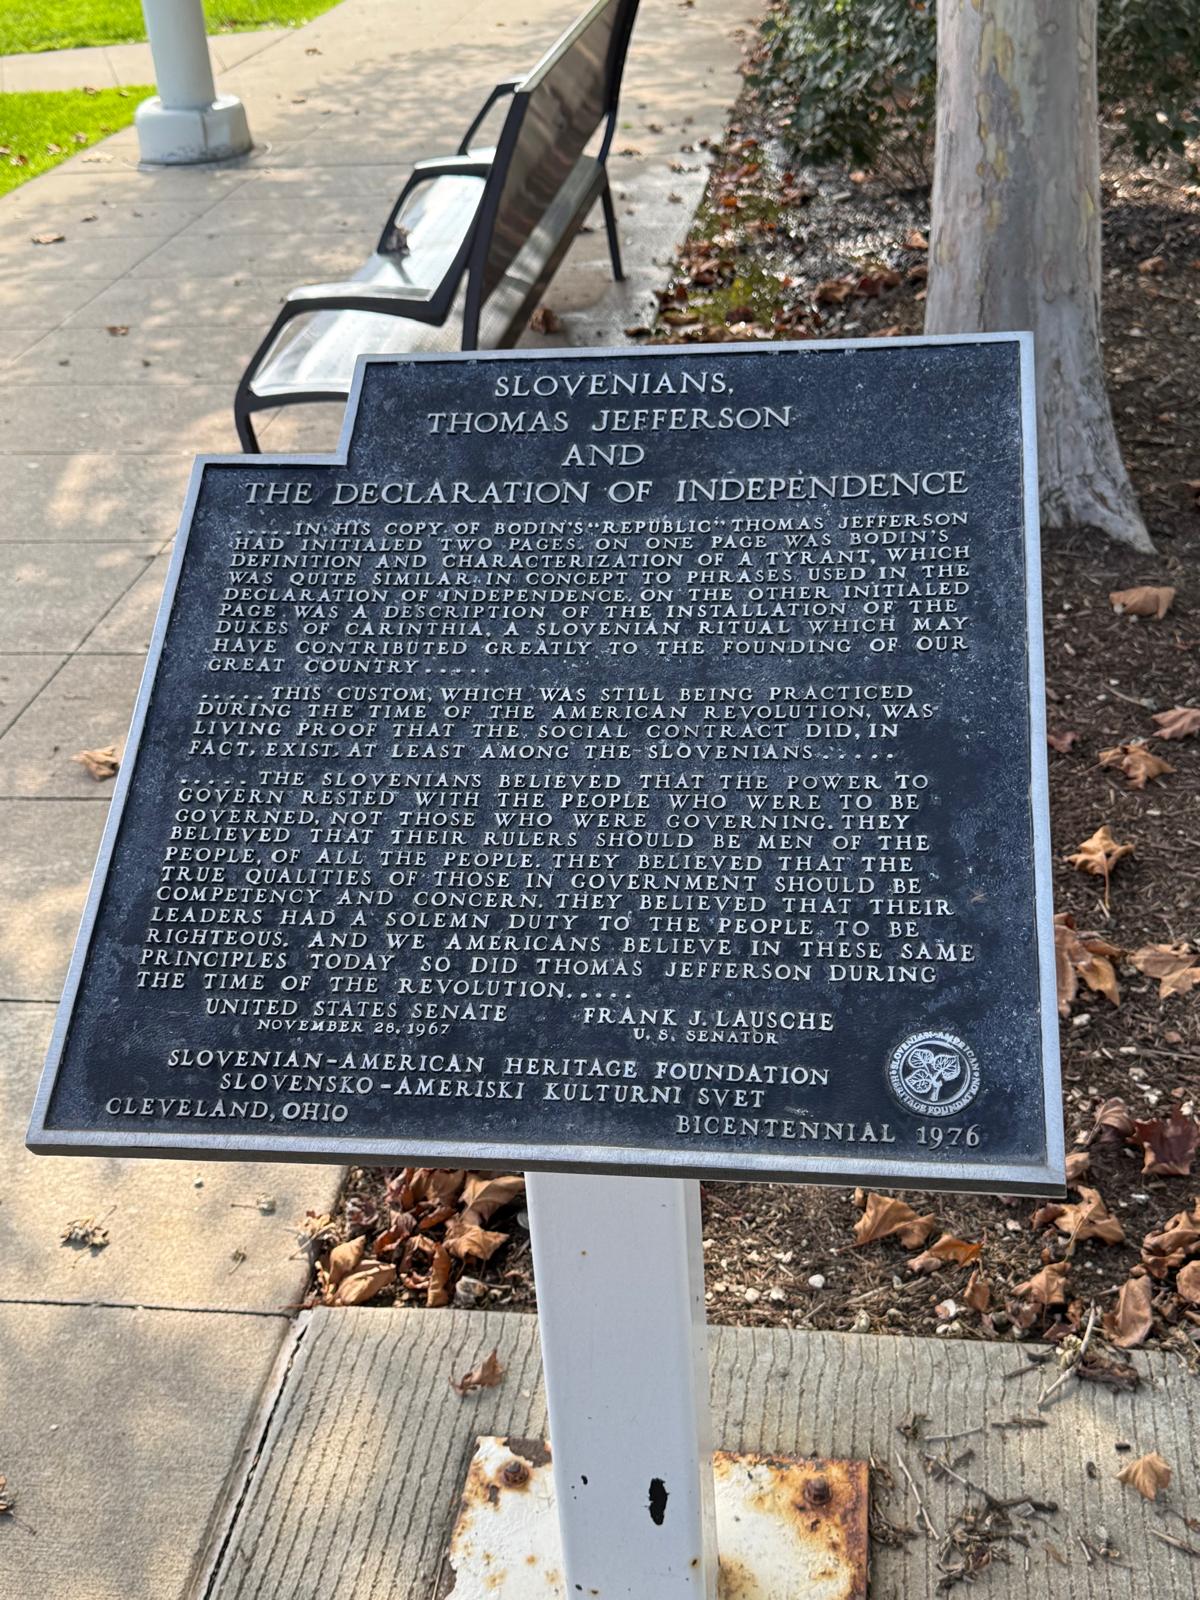 SLOVENIANS,
THOMAS JEFFERSON
AND
THE DECLARATION OF INDEPENDENCE
.....IN HIS COPY OF BODIN'S "REPUBLIC" THOMAS JEFFERSON
HAD INITIALED TWO PAGES. ON ONE PAGE WAS BODIN'S
DEFINITION AND CHARACTERIZATION OF A TYRANT, WHICH
WAS QUITE SIMILAR IN CONCEPT TO PHRASES USED IN THE
DECLARATION OF INDEPENDENCE. ON THE OTHER INITIALED
PAGE WAS A DESCRIPTION OF THE INSTALLATION OF THE
DUKES OF CARINTHIA, A SLOVENIAN RITUAL WHICH MAY
HAVE CONTRIBUTED GREATLY TO THE FOUNDING OF OUR
GREAT COUNTRY.....
.....THIS CUSTOM, WHICH WAS STILL BEING PRACTICED
DURING THE TIME OF THE AMERICAN REVOLUTION, WAS
LIVING PROOF THAT THE SOCIAL CONTRACT DID, IN
FACT, EXIST, AT LEAST AMONG THE SLOVENIANS.....
.....THE SLOVENIANS BELIEVED THAT THE POWER TO
GOVERN RESTED WITH THE PEOPLE WHO WERE TO BE
GOVERNED, NOT THOSE WHO WERE GOVERNING. THEY
BELIEVED THAT THEIR RULERS SHOULD BE MEN OF THE
PEOPLE, OF ALL THE PEOPLE. THEY BELIEVED THAT THE
TRUE QUALITIES OF THOSE IN GOVERNMENT SHOULD BE
COMPETENCY AND CONCERN. THEY BELIEVED THAT THEIR
LEADERS HAD A SOLEMN DUTY TO THE PEOPLE TO BE
RIGHTEOUS. AND WE AMERICANS BELIEVE IN THESE SAME
PRINCIPLES TODAY SO DID THOMAS JEFFERSON DURING
THE TIME OF THE REVOLUTION.....
UNITED STATES SENATE FRANK J. LAUSCHE
NOVEMBER 28, 1967 U. S. SENATOR
SLOVENIAN-AMERICAN HERITAGE FOUNDATION
SLOVENSKO-AMERISKI KULTURNI SVET
CLEVELAND, OHIO BICENTENNIAL 1976
SLOVENIAN-AMERICAN
HERITAGE FOUNDATION